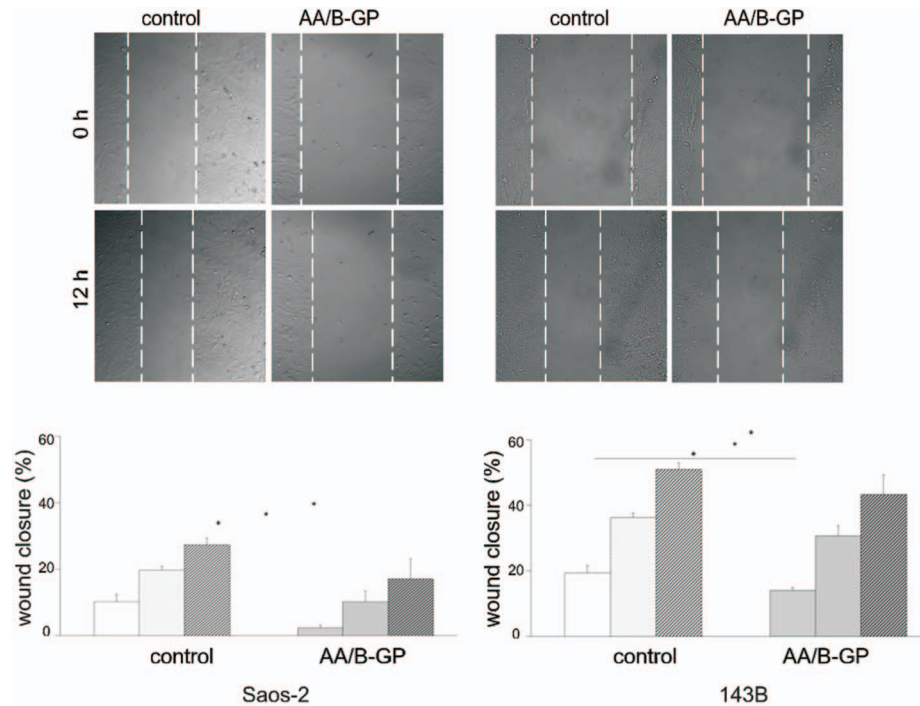 control AA/B-GP control AA/B-GP
0 h
12 h
wound closure (%)
60
40
20
0
* * *
control AA/B-GP
Saos-2
wound closure (%)
60
40
20
0
* * *
control AA/B-GP
143B